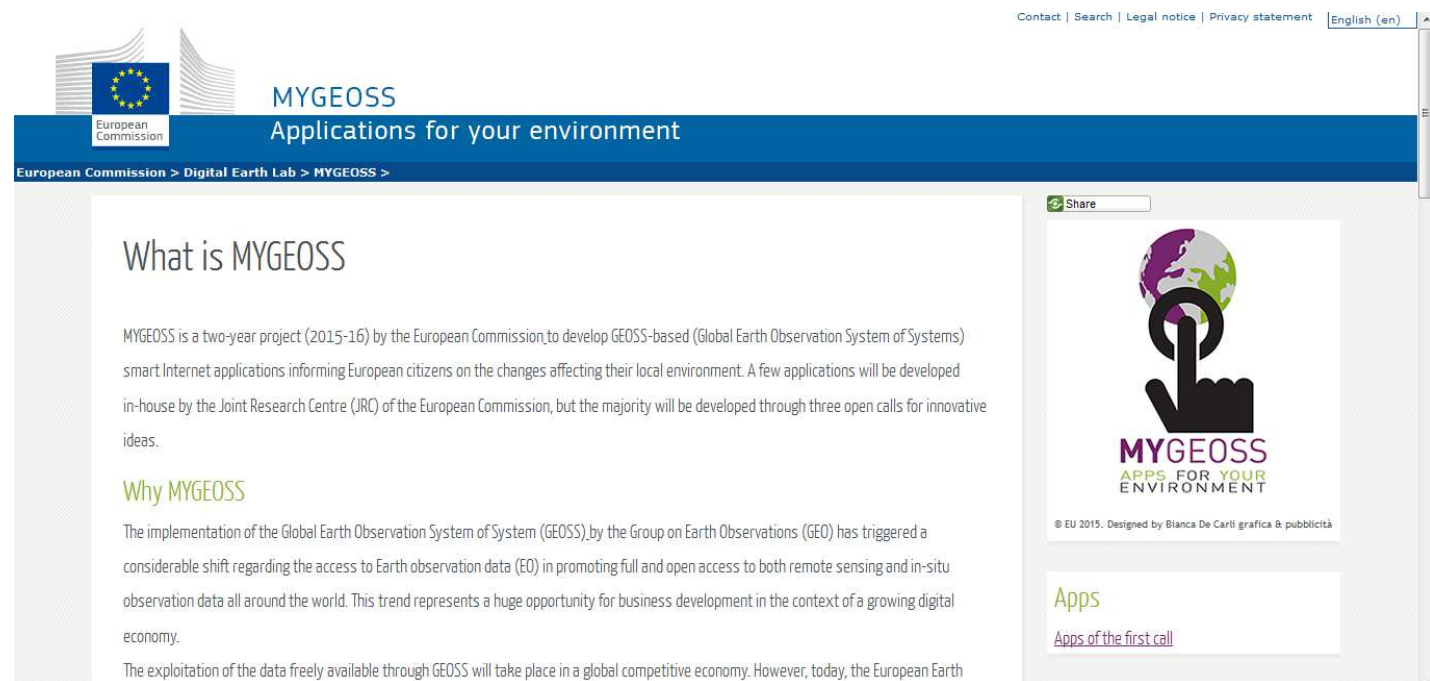 Contact | Search | Legal notice | Privacy statement
English (en)
European
Commission
MYGEOSS
Applications for your environment
European Commission > Digital Earth Lab > MYGEOSS >
What is MYGEOSS
MYGEOSS is a two-year project (2015-16) by the European Commission to develop GEOSS-based (Global Earth Observation System of Systems)
smart Internet applications informing European citizens on the changes affecting their local environment. A few applications will be developed
in-house by the Joint Research Centre (JRC) of the European Commission, but the majority will be developed through three open calls for innovative
ideas.
Why MYGEOSS
The implementation of the Global Earth Observation System of System (GEOSS) by the Group on Earth Observations (GEO) has triggered a
considerable shift regarding the access to Earth observation data (EO) in promoting full and open access to both remote sensing and in-situ
observation data all around the world. This trend represents a huge opportunity for business development in the context of a growing digital
economy.
The exploitation of the data freely available through GEOSS will take place in a global competitive economy. However, today, the European Earth
Share
MYGEOSS
APPS FOR YOUR
ENVIRONMENT
© EU 2015. Designed by Bianca De Carli grafica & pubblicità
Apps
Apps of the first call